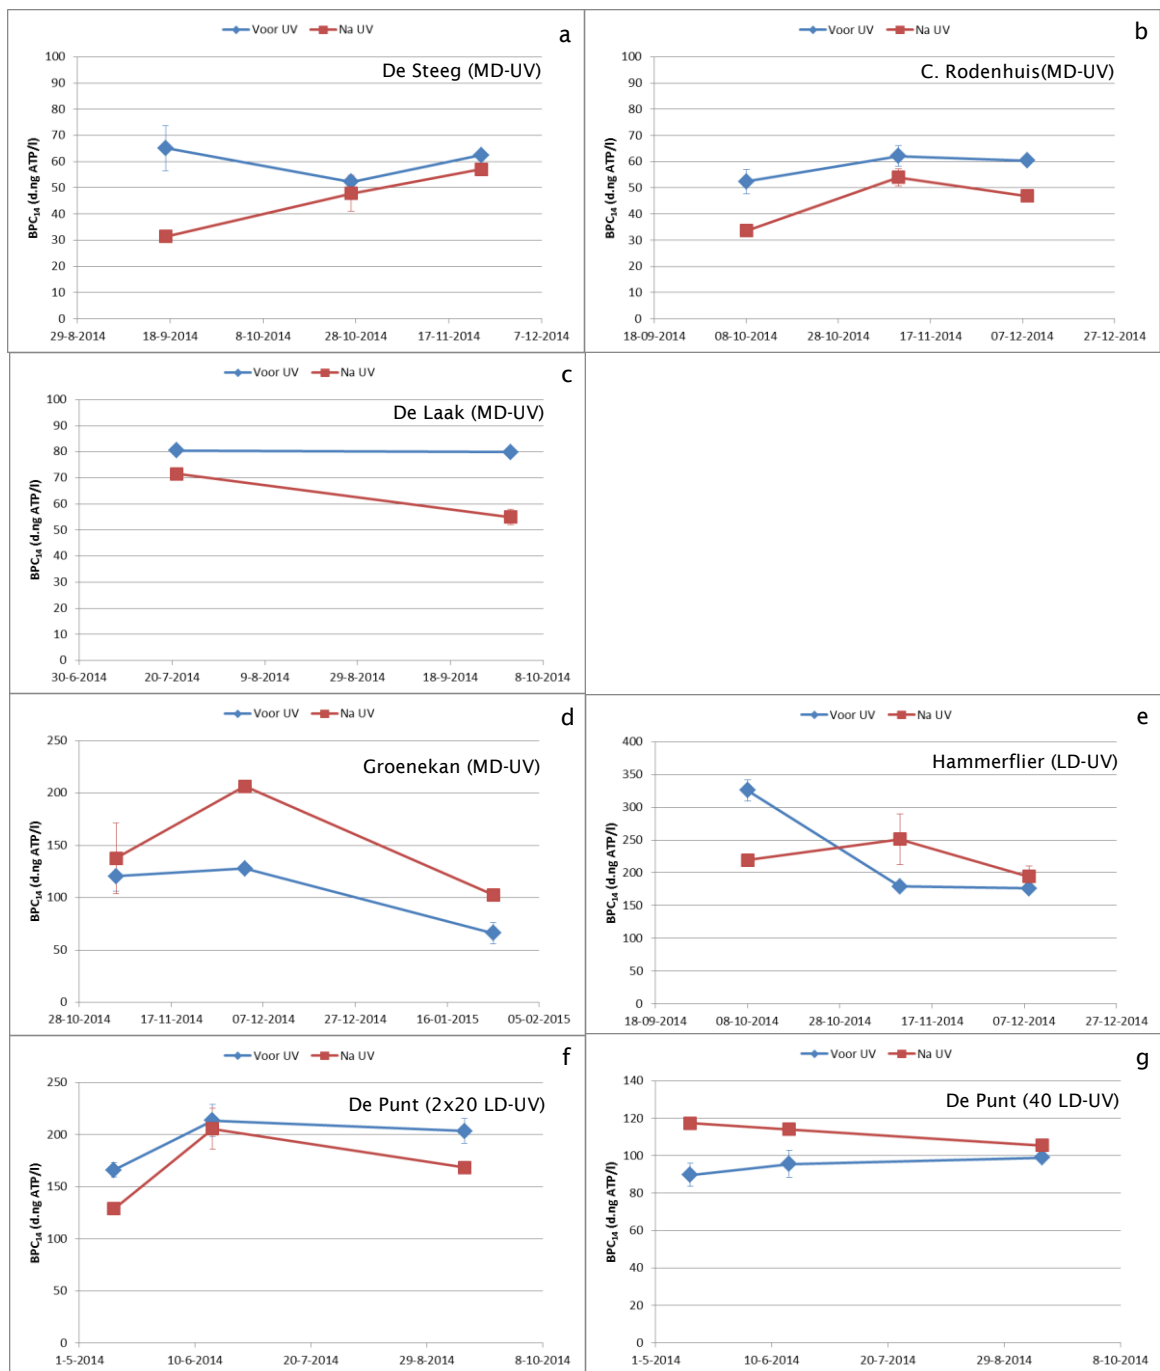 Voor UV Na UV a
De Steeg (MD-UV)
BPC14 (d.ng ATP/l)
100
90
80
70
60
50
40
30
20
10
0
29-8-2014 18-9-2014 8-10-2014 28-10-2014 17-11-2014 7-12-2014
Voor UV Na UV b
C. Rodenhuis(MD-UV)
BPC14 (d.ng ATP/l)
100
90
80
70
60
50
40
30
20
10
0
18-09-2014 08-10-2014 28-10-2014 17-11-2014 07-12-2014 27-12-2014
Voor UV Na UV c
De Laak (MD-UV)
BPC14 (d.ng ATP/l)
100
90
80
70
60
50
40
30
20
10
0
30-6-2014 20-7-2014 9-8-2014 29-8-2014 18-9-2014 8-10-2014
Voor UV Na UV d
Groenekan (MD-UV)
BPC14 (d.ng ATP/l)
250
200
150
100
50
0
28-10-2014 17-11-2014 07-12-2014 27-12-2014 16-01-2015 05-02-2015
Voor UV Na UV e
Hammerflier (LD-UV)
BPC14 (d.ng ATP/l)
400
350
300
250
200
150
100
50
0
18-09-2014 08-10-2014 28-10-2014 17-11-2014 07-12-2014 27-12-2014
Voor UV Na UV f
De Punt (2x20 LD-UV)
BPC14 (d.ng ATP/l)
250
200
150
100
50
0
1-5-2014 10-6-2014 20-7-2014 29-8-2014 8-10-2014
Voor UV Na UV g
De Punt (40 LD-UV)
BPC14 (d.ng ATP/l)
140
120
100
80
60
40
20
0
1-5-2014 10-6-2014 20-7-2014 29-8-2014 8-10-2014